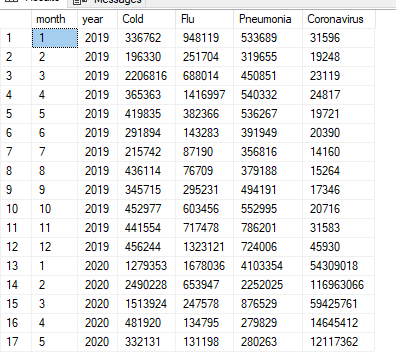 Messages
month year Cold Flu Pneumonia Coronavirus
1 1 2019 336762 948119 533689 31596
2 2 2019 196330 251704 319655 19248
3 3 2019 2206816 688014 450851 23119
4 4 2019 365363 1416997 540332 24817
5 5 2019 419835 382366 536267 19721
6 6 2019 291894 143283 391949 20390
7 7 2019 215742 87190 356816 14160
8 8 2019 436114 76709 379188 15264
9 9 2019 345715 295231 494191 17346
10 10 2019 452977 603456 552995 20716
11 11 2019 441554 717478 786201 31583
12 12 2019 456244 1323121 724006 45930
13 1 2020 1279353 1678036 4103354 54309018
14 2 2020 2490228 653947 2252025 116963066
15 3 2020 1513924 247578 876529 59425761
16 4 2020 481920 134795 279829 14645412
17 5 2020 332131 131198 280263 12117362